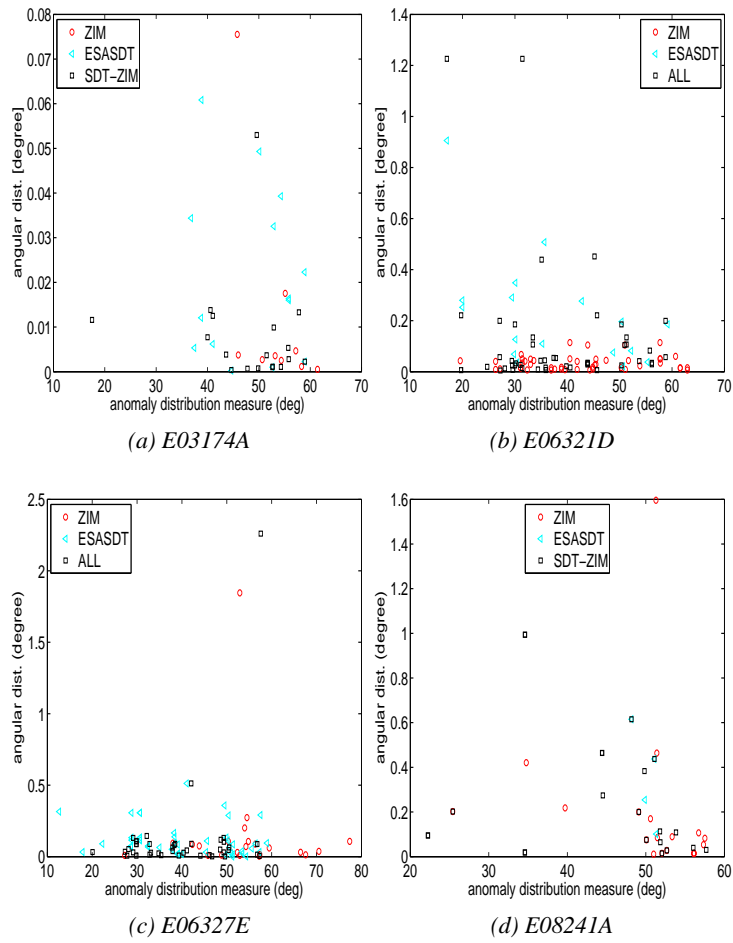 0.08
0.07
0.06
0.05
0.04
0.03
0.02
0.01
0
10 20 30 40 50 60 70
angular dist. [degree]
anomaly distribution measure (deg)
ZIM
ESASDT
SDT-ZIM
(a) E03174A
1.4
1.2
1
0.8
0.6
0.4
0.2
0
10 20 30 40 50 60 70
angular dist. [degree]
anomaly distribution measure (deg)
ZIM
ESASDT
ALL
(b) E06321D
2.5
2
1.5
1
0.5
0
10 20 30 40 50 60 70 80
angular dist. (degree)
anomaly distribution measure (deg)
ZIM
ESASDT
ALL
(c) E06327E
1.6
1.4
1.2
1
0.8
0.6
0.4
0.2
0
20 30 40 50 60
angular dist. (degree)
anomaly distribution measure (deg)
ZIM
ESASDT
SDT-ZIM
(d) E08241A